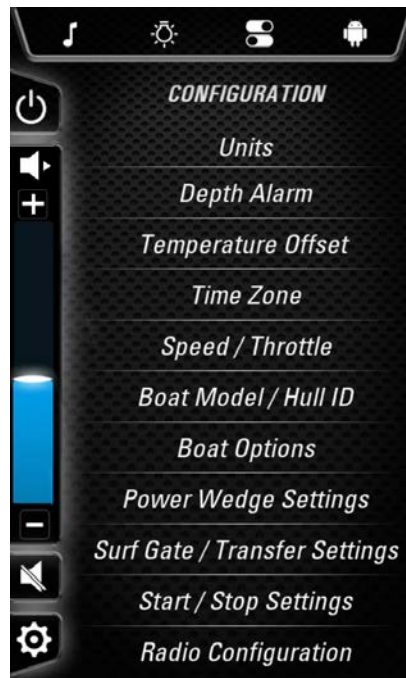 CONFIGURATION
Units
Depth Alarm
Temperature Offset
Time Zone
Speed / Throttle
Boat Model / Hull ID
Boat Options
Power Wedge Settings
Surf Gate / Transfer Settings
Start / Stop Settings
Radio Configuration